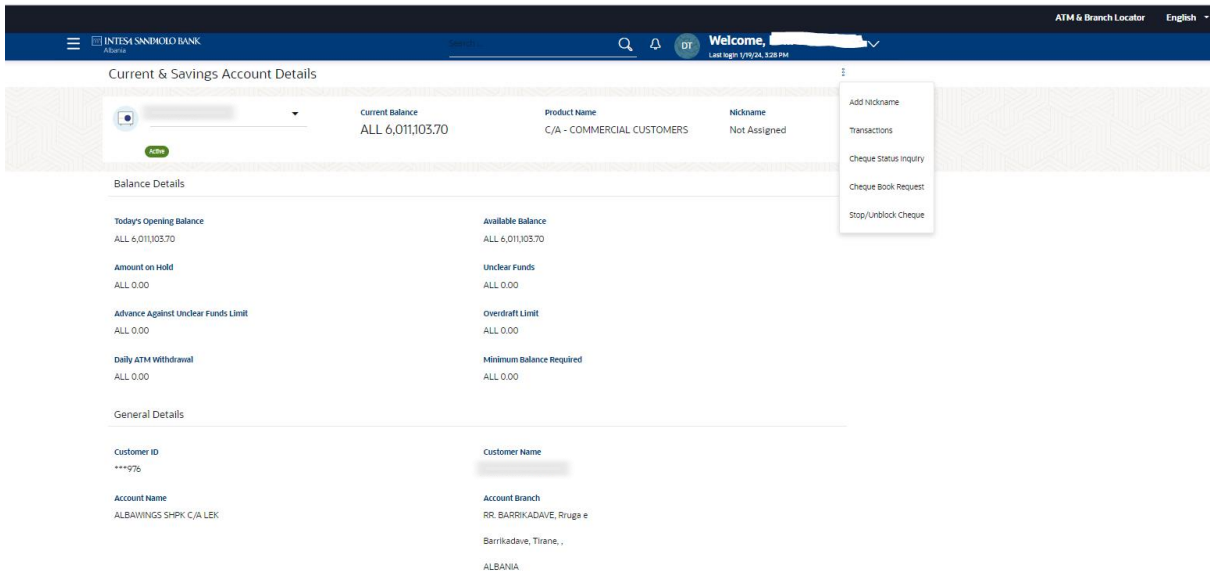 ATM & Branch Locator English
INTESA SANPAOLO BANK
Albania
Search
DT
Welcome,
Last login 1/19/24, 3:28 PM
Current & Savings Account Details
Current Balance
ALL 6,011,103.70
Product Name
C/A - COMMERCIAL CUSTOMERS
Nickname
Not Assigned
Active
Add Nickname
Transactions
Cheque Status Inquiry
Cheque Book Request
Stop/Unblock Cheque
Balance Details
Today's Opening Balance
ALL 6,011,103.70
Available Balance
ALL 6,011,103.70
Amount on Hold
ALL 0.00
Unclear Funds
ALL 0.00
Advance Against Unclear Funds Limit
ALL 0.00
Overdraft Limit
ALL 0.00
Daily ATM Withdrawal
ALL 0.00
Minimum Balance Required
ALL 0.00
General Details
Customer ID
***976
Customer Name
Account Name
ALBAWINGS SHPK C/A LEK
Account Branch
RR. BARRIKADAVE, Rruga e
Barrikadave, Tirane, ,
ALBANIA